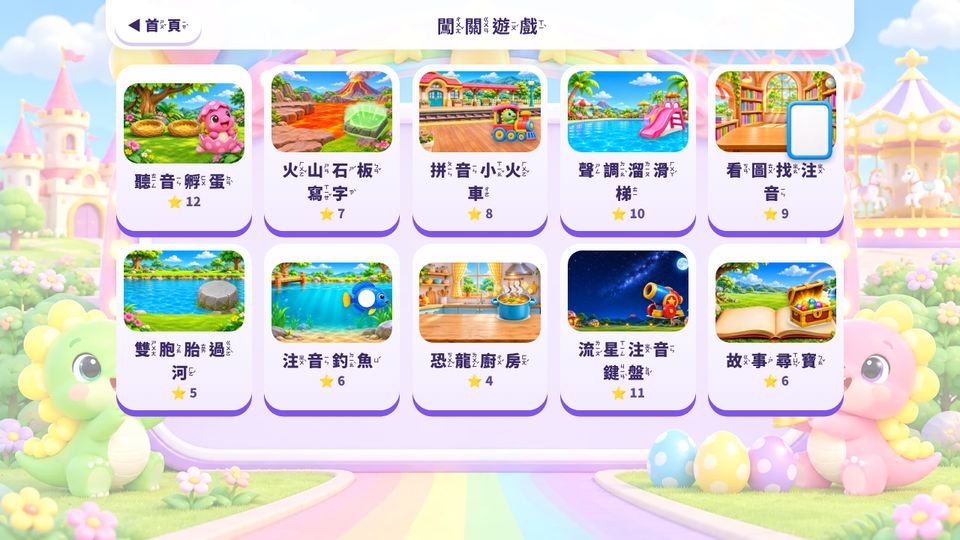 ◀ 首頁
闖關遊戲
聽音孵蛋
⭐ 12
火山石板
寫字
⭐ 7
拼音小火
車
⭐ 8
聲調溜滑
梯
⭐ 10
看圖找注
音
⭐ 9
雙胞胎過
河
⭐ 5
注音釣魚
⭐ 6
恐龍廚房
⭐ 4
流星注音
鍵盤
⭐ 11
故事尋寶
⭐ 6